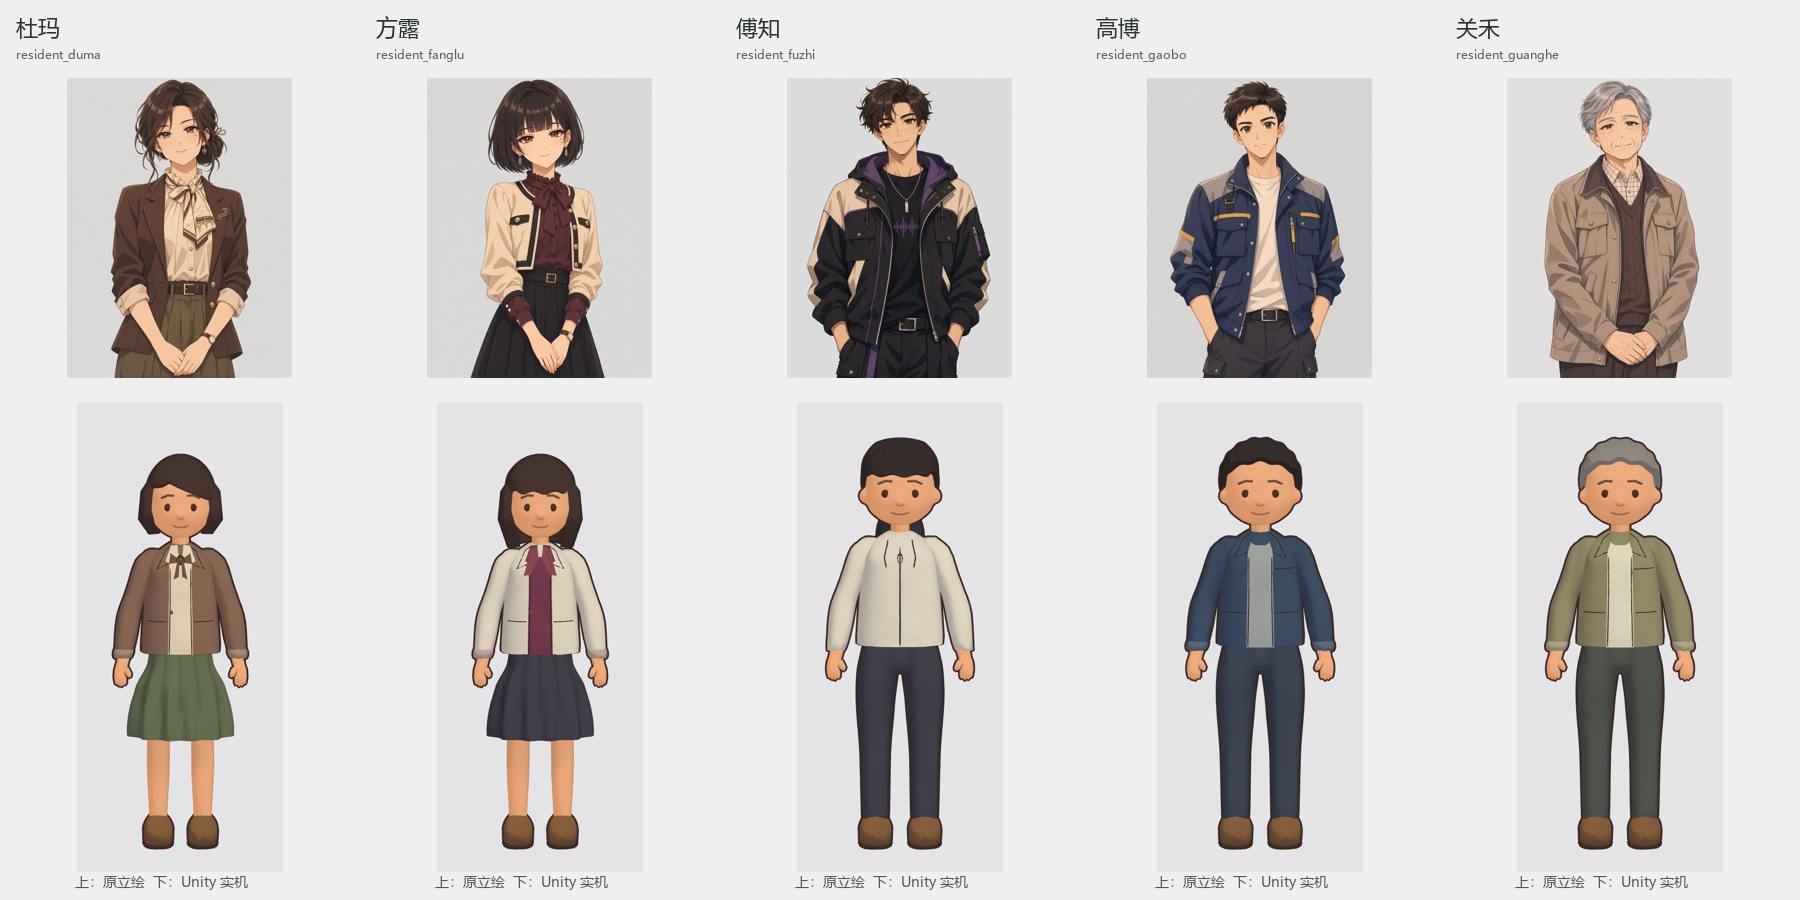 杜玛
resident_duma
方露
resident_fanglu
傅知
resident_fuzhi
高博
resident_gaobo
关禾
resident_guanghe
上：原立绘 下：Unity 实机
上：原立绘 下：Unity 实机
上：原立绘 下：Unity 实机
上：原立绘 下：Unity 实机
上：原立绘 下：Unity 实机